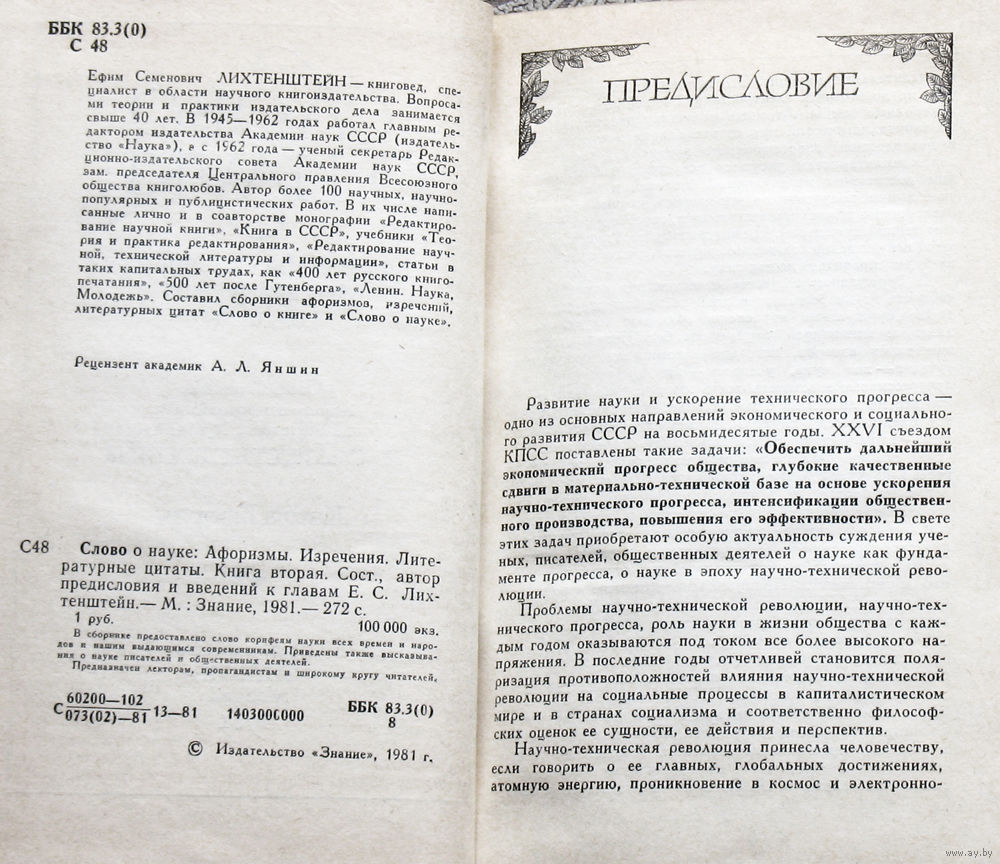 ББК 83.3(0)
С 48
Ефим Семенович ЛИХТЕНШТЕЙН — книговед, спе-
циалист в области научного книгоиздательства. Вопроса-
ми теории и практики издательского дела занимается
свыше 40 лет. В 1945—1962 годах работал главным ре-
дактором издательства Академии наук СССР (издатель-
ство «Наука»), а с 1962 года — ученый секретарь Редак-
ционно-издательского совета Академии наук СССР,
зам. председателя Центрального правления Всесоюзного
общества книголюбов. Автор более 100 научных, научно-
популярных и публицистических работ. В их числе напи-
санные лично и в соавторстве монографии «Редактиро-
вание научной книги», «Книга в СССР», учебники «Тео-
рия и практика редактирования», «Редактирование науч-
ной, технической литературы и информации», статьи в
таких капитальных трудах, как «400 лет русского книго-
печатания», «500 лет после Гутенберга», «Ленин. Наука,
Молодежь». Составил сборники афоризмов, изречений,
литературных цитат «Слово о книге» и «Слово о науке».
Рецензент академик А. Л. Яншин
С48
Слово о науке: Афоризмы. Изречения. Лите-
ратурные цитаты. Книга вторая. Сост., автор
предисловия и введений к главам Е. С. Лих-
тенштейн.— М. : Знание, 1981.— 272 с.
1 руб.
100 000 экз.
В сборнике предоставлено слово корифеям науки всех времен и наро-
дов и нашим выдающимся современникам. Приведены также высказыва-
ния о науке писателей и общественных деятелей.
Предназначен лекторам, пропагандистам и широкому кругу читателей.
60200—102
С 13—81 1403000000
073(02)—81
ББК 83.3(0)
8
© Издательство «Знание», 1981 г.
ПРЕДИСЛОВИЕ
Развитие науки и ускорение технического прогресса —
одно из основных направлений экономического и социально-
го развития СССР на восьмидесятые годы. XXVI съездом
КПСС поставлены такие задачи: «Обеспечить дальнейший
экономический прогресс общества, глубокие качественные
сдвиги в материально-технической базе на основе ускорения
научно-технического прогресса, интенсификации обществен-
ного производства, повышения его эффективности». В свете
этих задач приобретают особую актуальность суждения уче-
ных, писателей, общественных деятелей о науке как фунда-
менте прогресса, о науке в эпоху научно-технической рево-
люции.
Проблемы научно-технической революции, научно-тех-
нического прогресса, роль науки в жизни общества с каж-
дым годом оказываются под током все более высокого на-
пряжения. В последние годы отчетливей становится поля-
ризация противоположностей влияния научно-технической
революции на социальные процессы в капиталистическом
мире и в странах социализма и соответственно философ-
ских оценок ее сущности, ее действия и перспектив.
Научно-техническая революция принесла человечеству,
если говорить о ее главных, глобальных достижениях,
атомную энергию, проникновение в космос и электронно-
www.ay.by